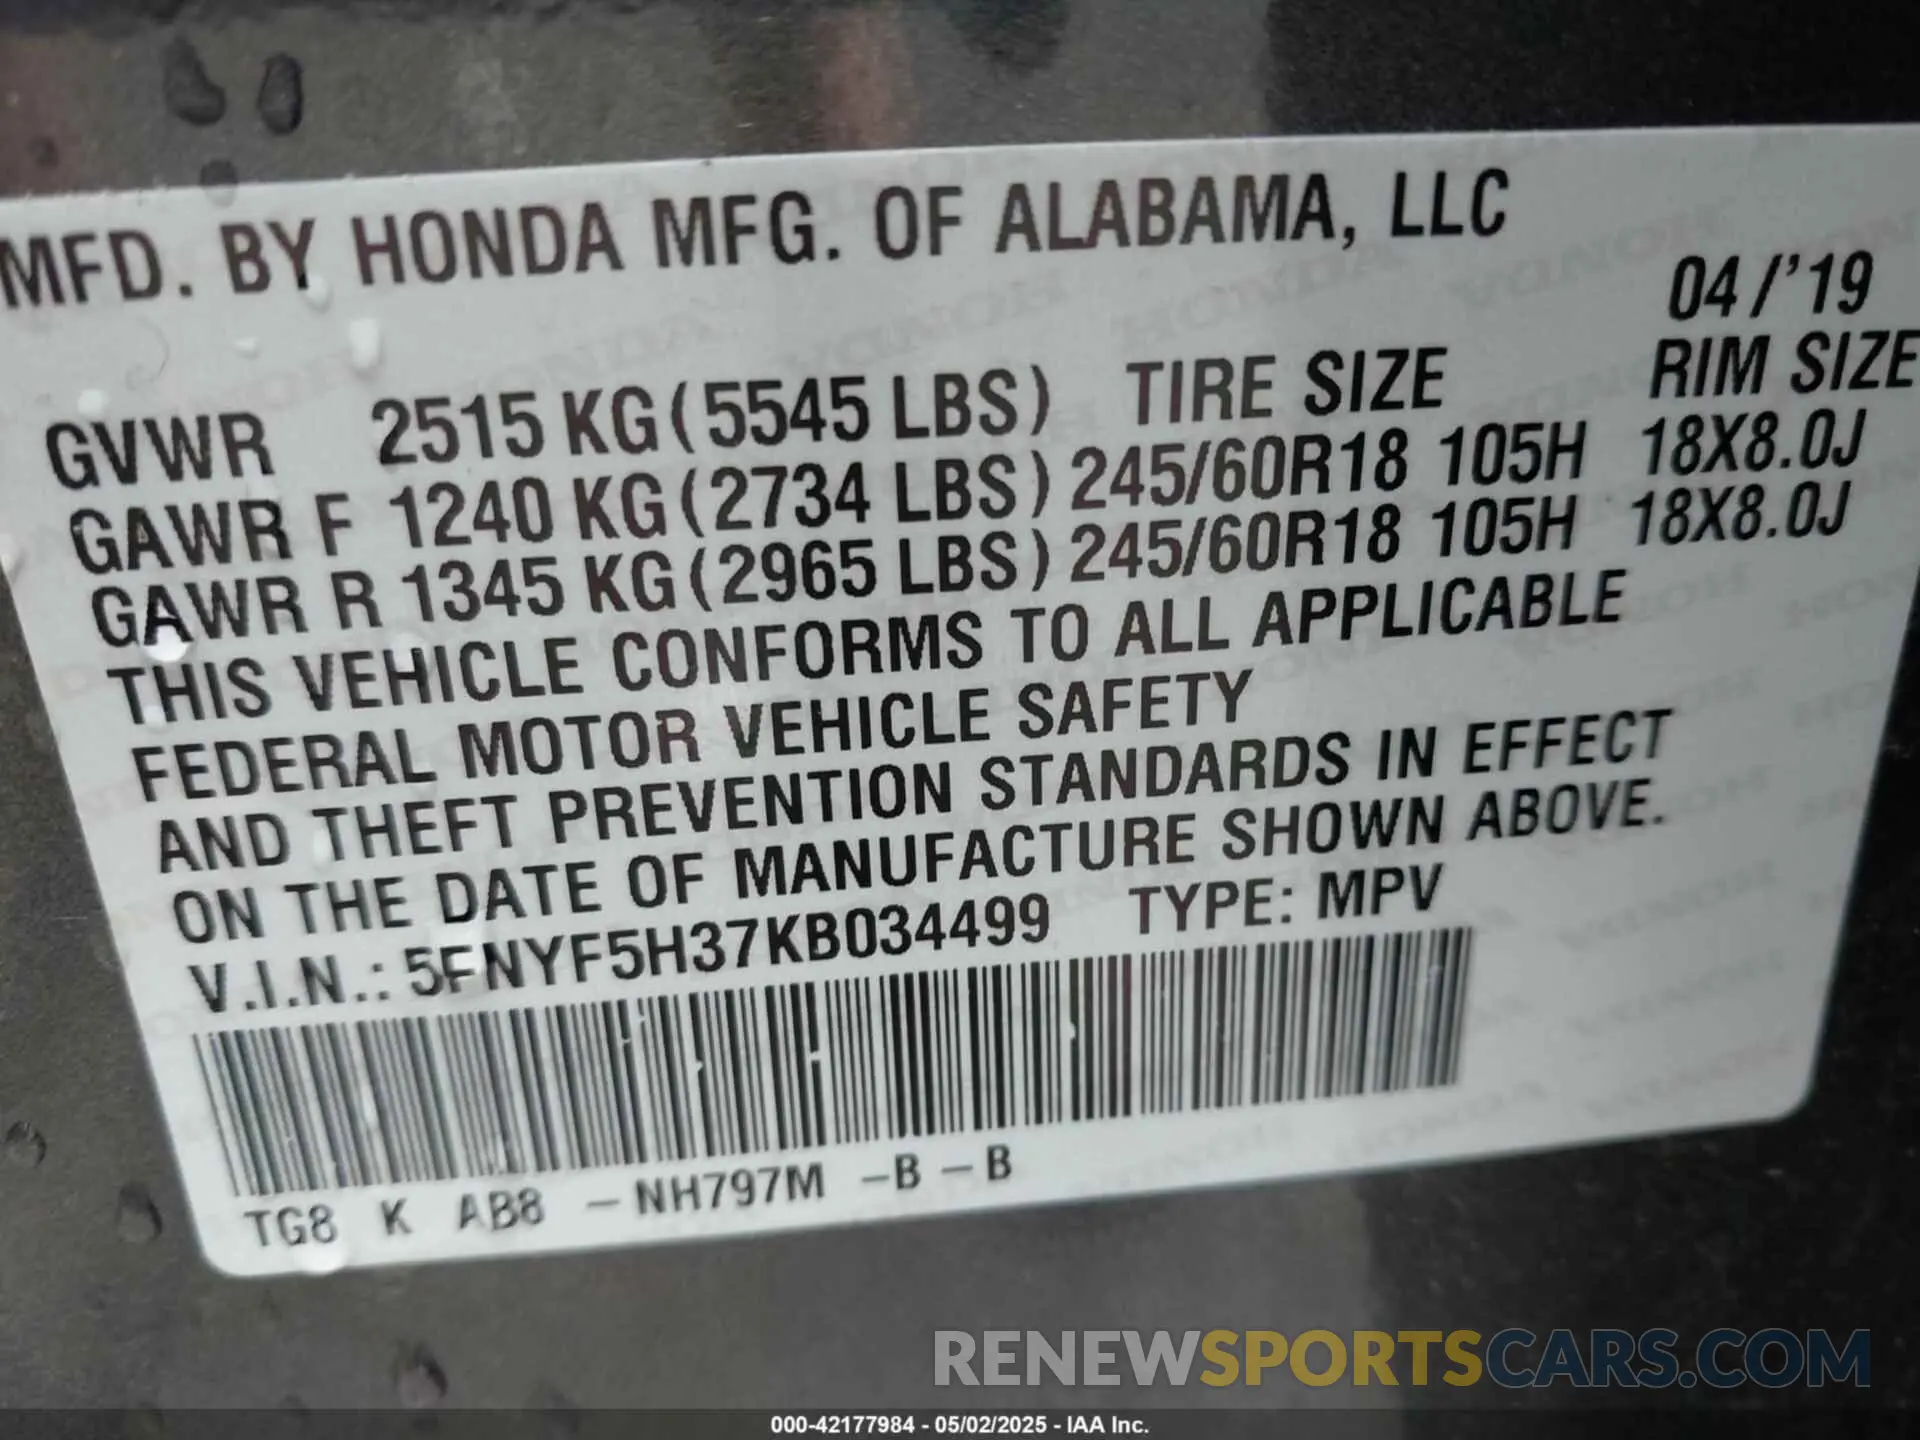 MFD. BY HONDA MFG. OF ALABAMA, LLC
04/'19
GVWR 2515 KG (5545 LBS) TIRE SIZE RIM SIZE
GAWR F 1240 KG (2734 LBS) 245/60R18 105H 18X8.0J
GAWR R 1345 KG (2965 LBS) 245/60R18 105H 18X8.0J
THIS VEHICLE CONFORMS TO ALL APPLICABLE
FEDERAL MOTOR VEHICLE SAFETY
AND THEFT PREVENTION STANDARDS IN EFFECT
ON THE DATE OF MANUFACTURE SHOWN ABOVE.
V.I.N.: 5FNYF5H37KB034499 TYPE: MPV
TG8 K AB8 -NH797M -B-B
RENEWSPORTSCARS.COM
000-42177984 - 05/02/2025 - IAA Inc.